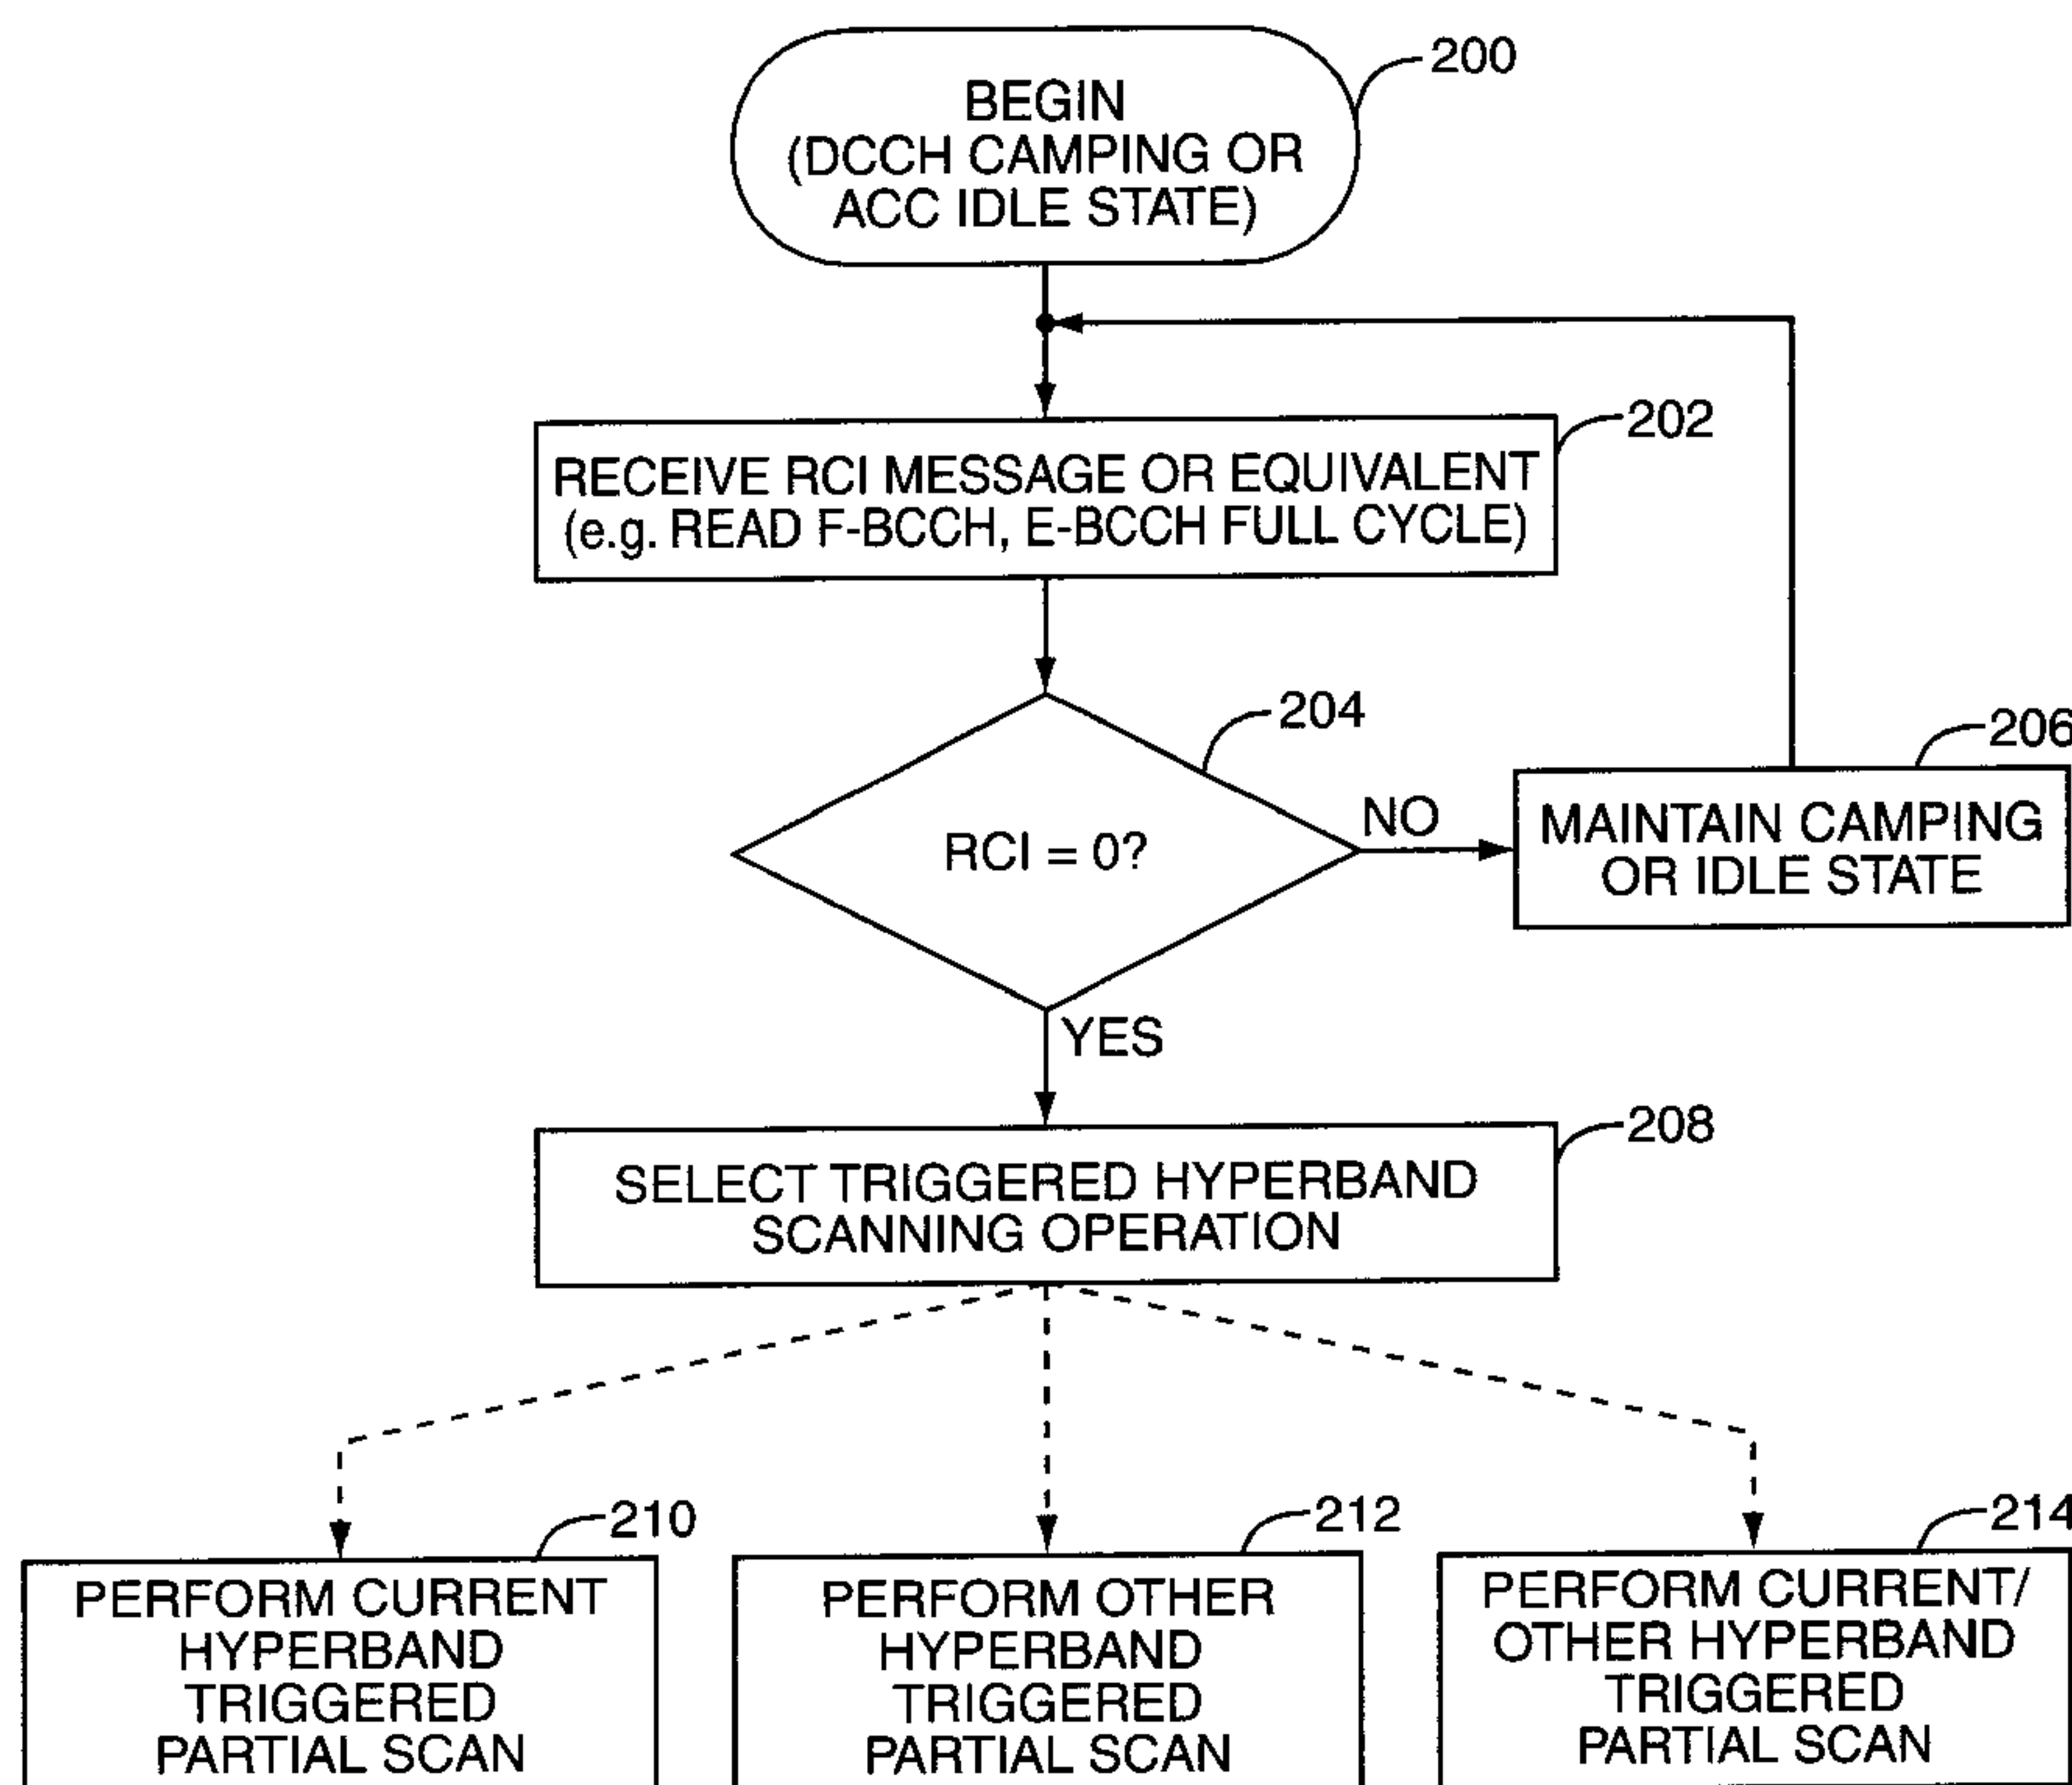 200
BEGIN
(DCCH CAMPING OR
ACC IDLE STATE)
202
RECEIVE RCI MESSAGE OR EQUIVALENT
(e.g. READ F-BCCH, E-BCCH FULL CYCLE)
204
RCI = 0?
NO
206
MAINTAIN CAMPING
OR IDLE STATE
YES
208
SELECT TRIGGERED HYPERBAND
SCANNING OPERATION
210
PERFORM CURRENT
HYPERBAND
TRIGGERED
PARTIAL SCAN
212
PERFORM OTHER
HYPERBAND
TRIGGERED
PARTIAL SCAN
214
PERFORM CURRENT/
OTHER HYPERBAND
TRIGGERED
PARTIAL SCAN